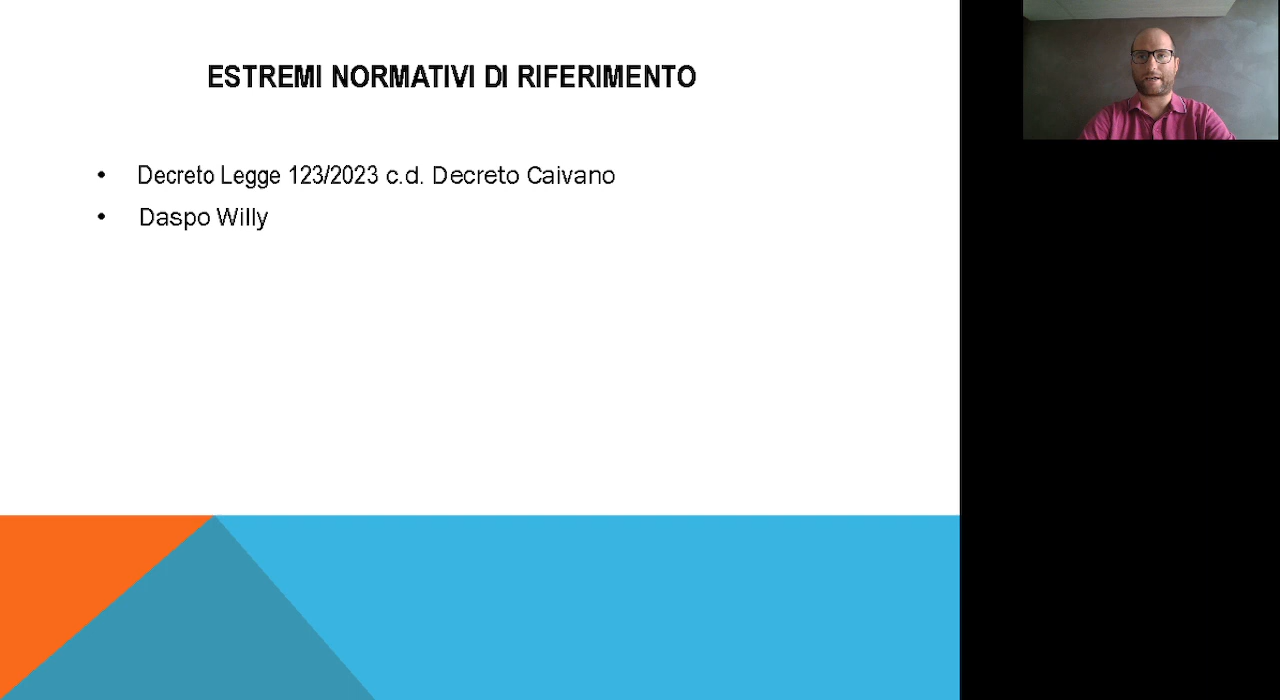 ESTREMI NORMATIVI DI RIFERIMENTO
• Decreto Legge 123/2023 c.d. Decreto Caivano
• Daspo Willy